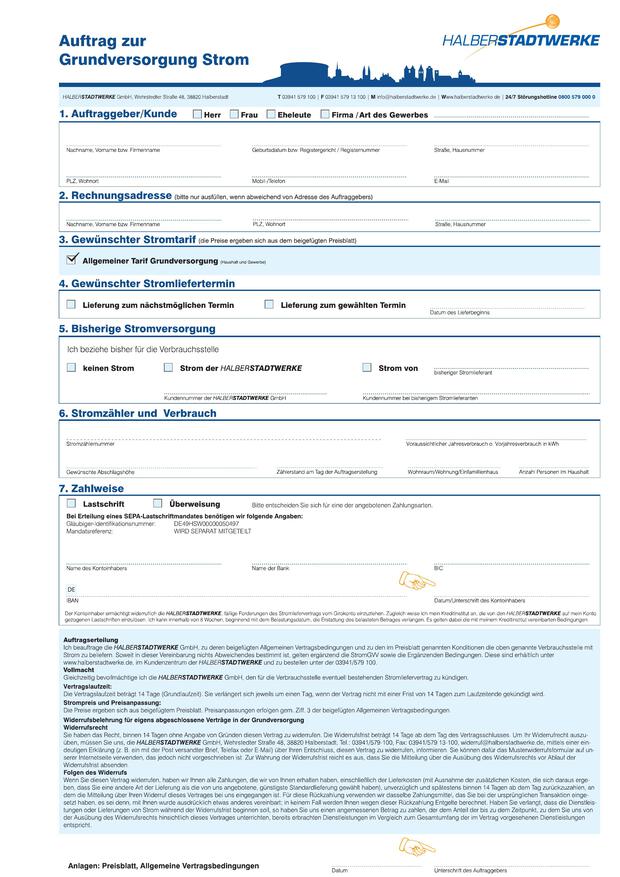 Auftrag zur
Grundversorgung Strom
HALBERSTADTWERKE
HALBERSTADTWERKE GmbH, Wehrstedter Straße 48, 38820 Halberstadt
T 03941 579 100 | F 03941 579 13 100 | M info@halberstadtwerke.de | W www.halberstadtwerke.de | 24/7 Störungshotline 0800 579 000 0
1. Auftraggeber/Kunde Herr Frau Eheleute Firma / Art des Gewerbes
Nachname, Vorname bzw. Firmenname Geburtsdatum bzw. Registergericht / Registernummer Straße, Hausnummer
PLZ, Wohnort Mobil-/Telefon E-Mail
2. Rechnungsadresse (bitte nur ausfüllen, wenn abweichend von Adresse des Auftraggebers)
Nachname, Vorname bzw. Firmenname PLZ, Wohnort Straße, Hausnummer
3. Gewünschter Stromtarif (die Preise ergeben sich aus dem beigefügten Preisblatt)
Allgemeiner Tarif Grundversorgung (Haushalt und Gewerbe)
4. Gewünschter Stromliefertermin
Lieferung zum nächstmöglichen Termin Lieferung zum gewählten Termin
Datum des Lieferbeginns
5. Bisherige Stromversorgung
Ich beziehe bisher für die Verbrauchsstelle
keinen Strom Strom der HALBERSTADTWERKE Strom von
bisheriger Stromlieferant
Kundennummer der HALBERSTADTWERKE GmbH Kundennummer bei bisherigem Stromlieferanten
6. Stromzähler und Verbrauch
Stromzählernummer Voraussichtlicher Jahresverbrauch o. Vorjahresverbrauch in kWh
Gewünschte Abschlagshöhe Zählerstand am Tag der Auftragserteilung Wohnraum/Wohnung/Einfamilienhaus Anzahl Personen im Haushalt
7. Zahlweise
Lastschrift Überweisung Bitte entscheiden Sie sich für eine der angebotenen Zahlungsarten.
Bei Erteilung eines SEPA-Lastschriftmandates benötigen wir folgende Angaben:
Gläubiger-Identifikationsnummer: DE49HSW00000050497
Mandatsreferenz: WIRD SEPARAT MITGETEILT
Name des Kontoinhabers Name der Bank BIC
DE
IBAN Datum/Unterschrift des Kontoinhabers
Der Kontoinhaber ermächtigt widerruflich die HALBERSTADTWERKE, fällige Forderungen des Stromliefervertrags vom Girokonto einzuziehen. Zugleich weise ich mein Kreditinstitut an, die von den HALBERSTADTWERKE auf mein Konto
gezogenen Lastschriften einzulösen. Ich kann innerhalb von 8 Wochen, beginnend mit dem Belastungsdatum, die Erstattung des belasteten Betrages verlangen. Es gelten dabei die mit meinem Kreditinstitut vereinbarten Bedingungen.
Auftragserteilung
Ich beauftrage die HALBERSTADTWERKE GmbH, zu deren beigefügten Allgemeinen Vertragsbedingungen und zu den im Preisblatt genannten Konditionen die oben genannte Verbrauchsstelle mit
Strom zu beliefern. Soweit in dieser Vereinbarung nichts Abweichendes bestimmt ist, gelten ergänzend die StromGVV sowie die Ergänzenden Bedingungen. Diese sind erhältlich unter
www.halberstadtwerke.de, im Kundenzentrum der HALBERSTADTWERKE und zu bestellen unter der 03941/579 100.
Vollmacht
Gleichzeitig bevollmächtige ich die HALBERSTADTWERKE GmbH, den für die Verbrauchsstelle eventuell bestehenden Stromliefervertrag zu kündigen.
Vertragslaufzeit:
Die Vertragslaufzeit beträgt 14 Tage (Grundlaufzeit). Sie verlängert sich jeweils um einen Tag, wenn der Vertrag nicht mit einer Frist von 14 Tagen zum Laufzeitende gekündigt wird.
Strompreis und Preisanpassung:
Die Preise ergeben sich aus beigefügtem Preisblatt. Preisanpassungen erfolgen gem. Ziff. 3 der beigefügten Allgemeinen Vertragsbedingungen.
Widerrufsbelehrung für eigens abgeschlossene Verträge in der Grundversorgung
Widerrufsrecht
Sie haben das Recht, binnen 14 Tagen ohne Angabe von Gründen diesen Vertrag zu widerrufen. Die Widerrufsfrist beträgt 14 Tage ab dem Tag des Vertragsschlusses. Um Ihr Widerrufsrecht auszu-
üben, müssen Sie uns, die HALBERSTADTWERKE GmbH, Wehrstedter Straße 48, 38820 Halberstadt, Tel.: 03941/579-100, Fax: 03941/579 13-100, widerruf@halberstadtwerke.de, mittels einer ein-
deutigen Erklärung (z. B. ein mit der Post versandter Brief, Telefax oder E-Mail) über Ihren Entschluss, diesen Vertrag zu widerrufen, informieren. Sie können dafür das Musterwiderrufsformular auf un-
serer Internetseite verwenden, das jedoch nicht vorgeschrieben ist. Zur Wahrung der Widerrufsfrist reicht es aus, dass Sie die Mitteilung über die Ausübung des Widerrufsrechts vor Ablauf der
Widerrufsfrist absenden.
Folgen des Widerrufs
Wenn Sie diesen Vertrag widerrufen, haben wir Ihnen alle Zahlungen, die wir von Ihnen erhalten haben, einschließlich der Lieferkosten (mit Ausnahme der zusätzlichen Kosten, die sich daraus erge-
ben, dass Sie eine andere Art der Lieferung als die von uns angebotene, günstigste Standardlieferung gewählt haben), unverzüglich und spätestens binnen 14 Tagen ab dem Tag zurückzuzahlen, an
dem die Mitteilung über Ihren Widerruf dieses Vertrages bei uns eingegangen ist. Für diese Rückzahlung verwenden wir dasselbe Zahlungsmittel, das Sie bei der ursprünglichen Transaktion einge-
setzt haben, es sei denn, mit Ihnen wurde ausdrücklich etwas anderes vereinbart; in keinem Fall werden Ihnen wegen dieser Rückzahlung Entgelte berechnet. Haben Sie verlangt, dass die Dienstleis-
tungen oder Lieferungen von Strom während der Widerrufsfrist beginnen soll, so haben Sie uns einen angemessenen Betrag zu zahlen, der dem Anteil der bis zu dem Zeitpunkt, zu dem Sie uns von
der Ausübung des Widerrufsrechts hinsichtlich dieses Vertrages unterrichten, bereits erbrachten Dienstleistungen im Vergleich zum Gesamtumfang der im Vertrag vorgesehenen Dienstleistungen
entspricht.
Anlagen: Preisblatt, Allgemeine Vertragsbedingungen
Datum Unterschrift des Auftraggebers